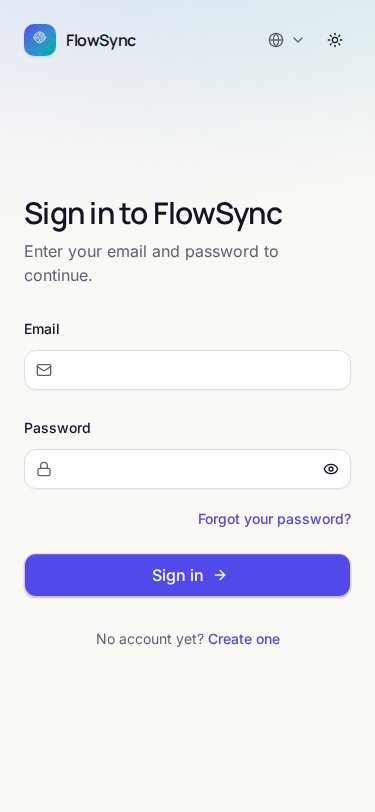 FlowSync
Sign in to FlowSync
Enter your email and password to
continue.
Email
Password
Forgot your password?
Sign in
No account yet? Create one